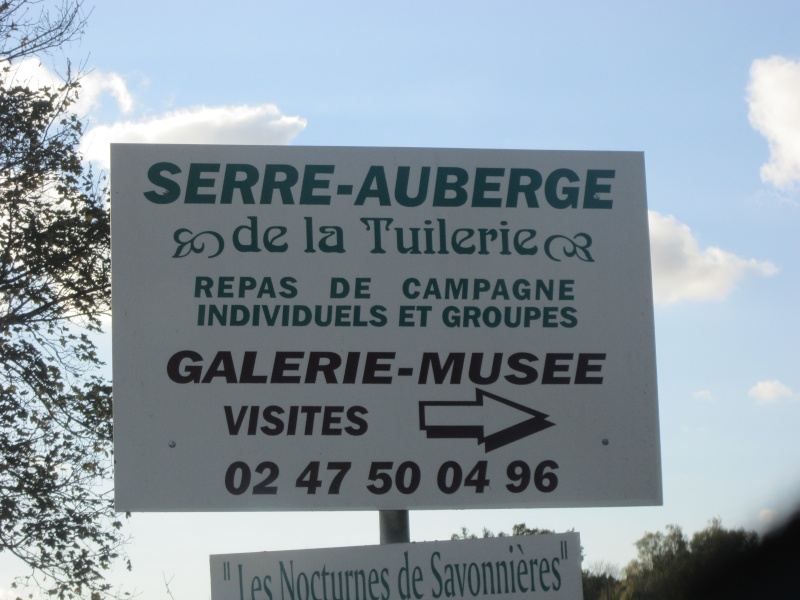 SERRE-AUBERGE
de la Tuilerie
REPAS DE CAMPAGNE
INDIVIDUELS ET GROUPES
GALERIE-MUSEE
VISITES
02 47 50 04 96
"Les Nocturnes de Savonnières"